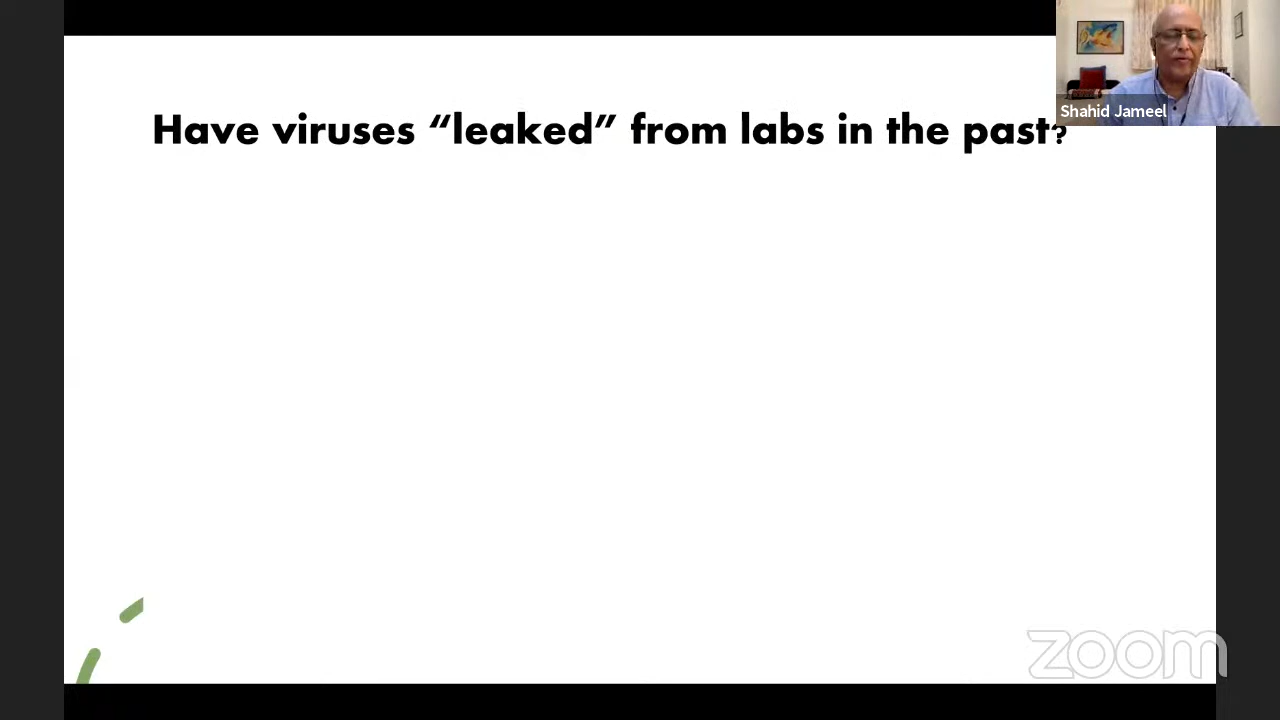 Shahid Jameel
Have viruses “leaked” from labs in the past?
zoom